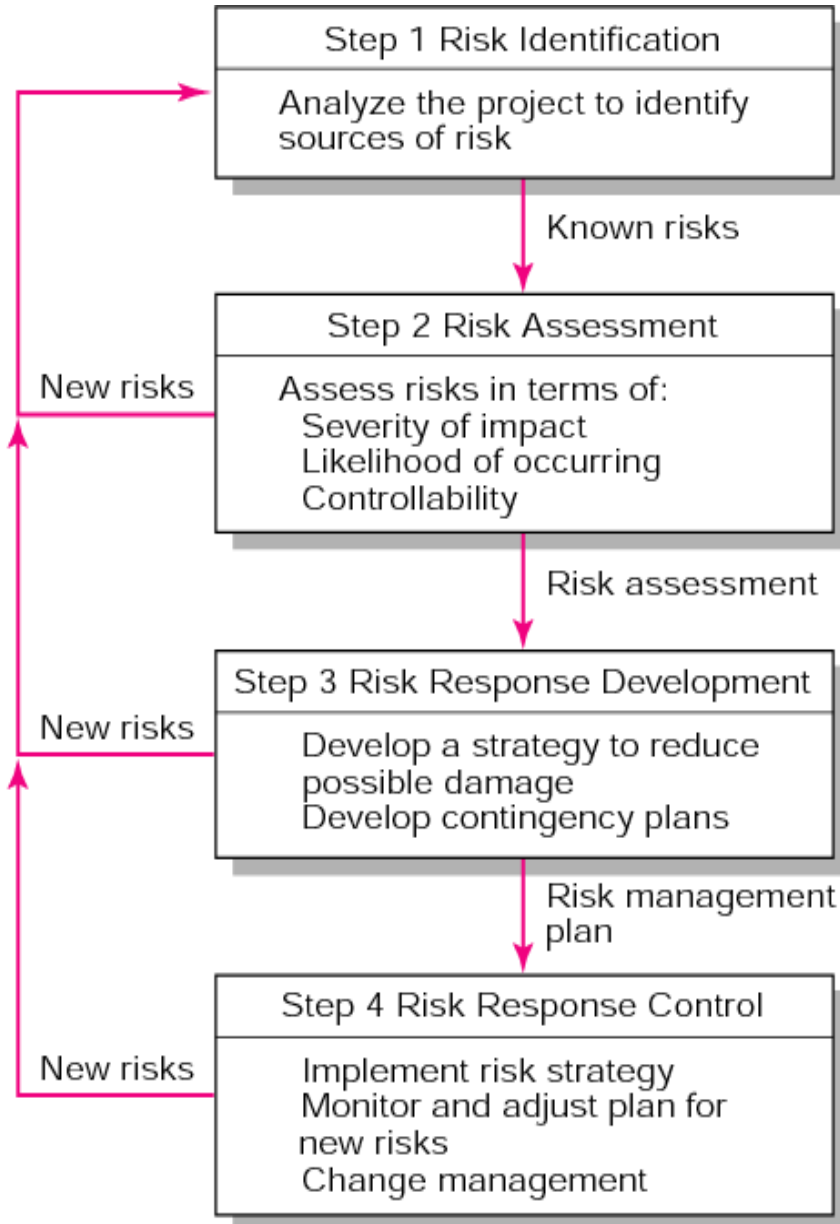 Step 1 Risk Identification
Analyze the project to identify
sources of risk
Known risks
Step 2 Risk Assessment
New risks
Assess risks in terms of:
Severity of impact
Likelihood of occurring
Controllability
Risk assessment
Step 3 Risk Response Development
New risks
Develop a strategy to reduce
possible damage
Develop contingency plans
Risk management
plan
Step 4 Risk Response Control
New risks
Implement risk strategy
Monitor and adjust plan for
new risks
Change management